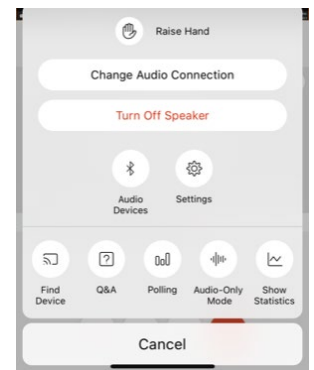 Raise Hand
Change Audio Connection
Turn Off Speaker
Audio
Devices
Settings
Find
Device
Q&A
Polling
Audio-Only
Mode
Show
Statistics
Cancel